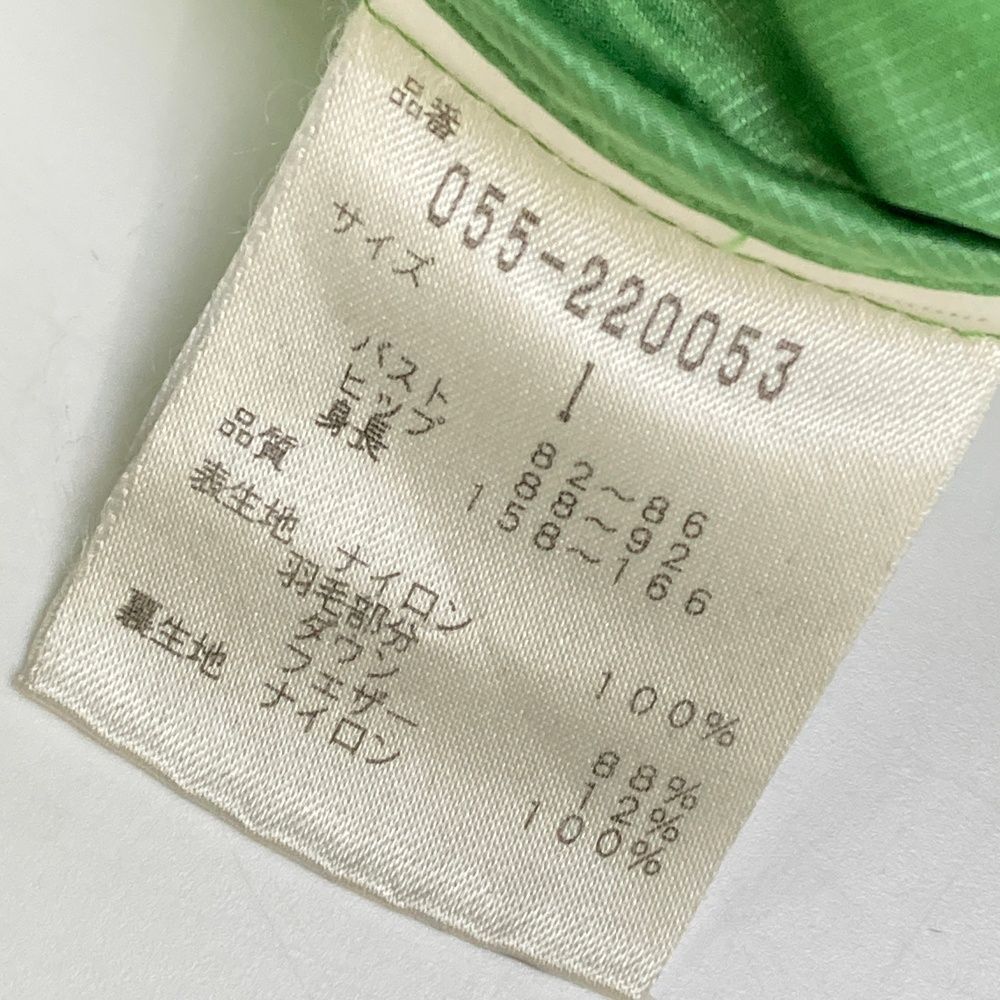 品番
055-220053
サイズ
1
バスト 82～86
ヒップ 88～92
身長 158～166
品質
表生地 ナイロン 100%
羽毛部分
ダウン 88%
フェザー 12%
裏生地 ナイロン 100%